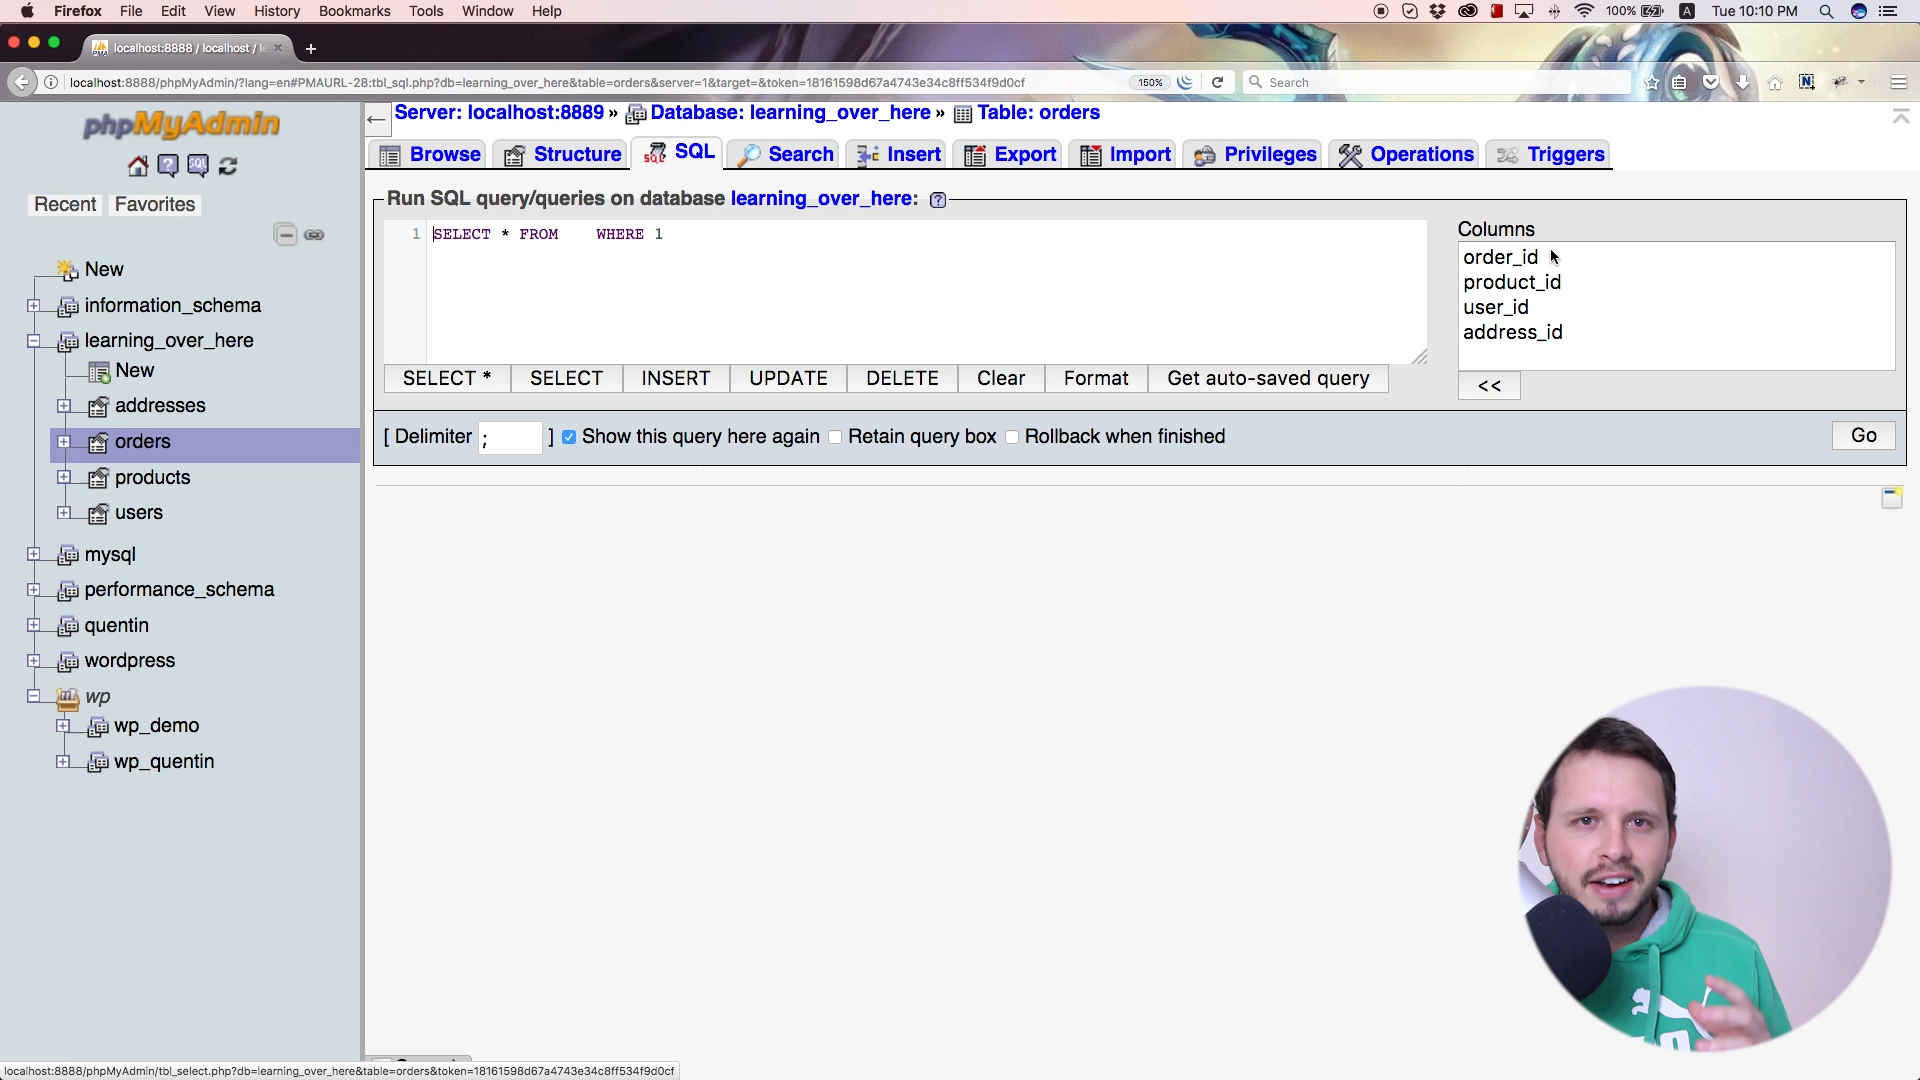 Firefox File Edit View History Bookmarks Tools Window Help 100% A Tue 10:10 PM
localhost:8888 / localhost / l
localhost:8888/phpMyAdmin/?lang=en#PMAURL-28:tbl_sql.php?db=learning_over_here&table=orders&server=1&target=&token=18161598d67a4743e34c8ff534f9d0cf 150% Search
phpMyAdmin
Recent Favorites
New
information_schema
learning_over_here
New
addresses
orders
products
users
mysql
performance_schema
quentin
wordpress
wp
wp_demo
wp_quentin
Server: localhost:8889 » Database: learning_over_here » Table: orders
Browse Structure SQL Search Insert Export Import Privileges Operations Triggers
Run SQL query/queries on database learning_over_here:
1 SELECT * FROM WHERE 1
Columns
order_id
product_id
user_id
address_id
<<
SELECT * SELECT INSERT UPDATE DELETE Clear Format Get auto-saved query
[ Delimiter ; ] Show this query here again Retain query box Rollback when finished Go
localhost:8888/phpMyAdmin/tbl_select.php?db=learning_over_here&table=orders&token=18161598d67a4743e34c8ff534f9d0cf